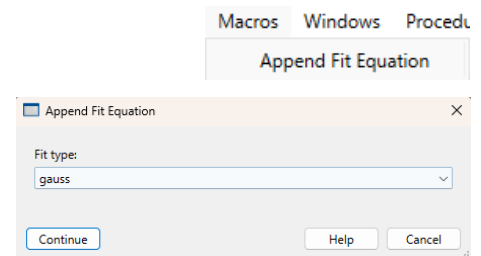 Macros Windows Procedu
Append Fit Equation
Append Fit Equation
Fit type:
gauss
Continue Help Cancel